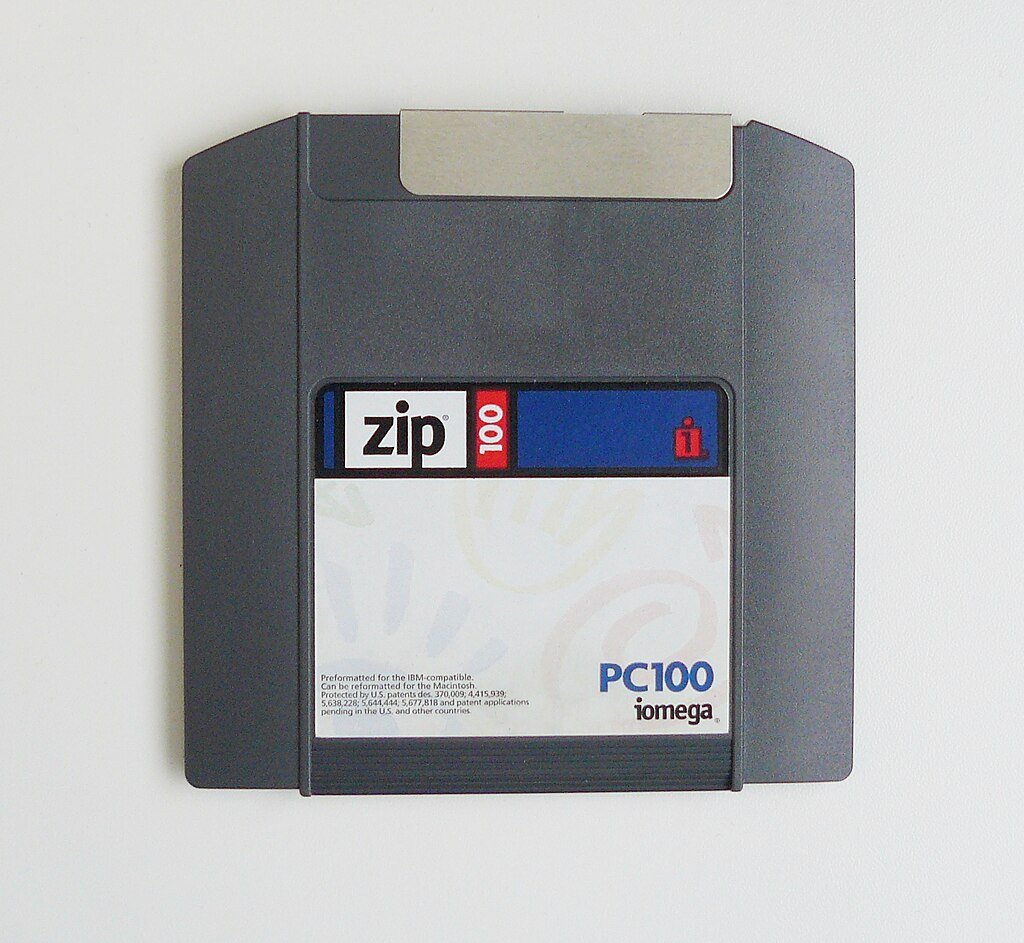 zip®
100
i
Preformatted for the IBM-compatible.
Can be reformatted for the Macintosh.
Protected by U.S. patents des. 370,009; 4,415,939;
5,638,228; 5,644,444; 5,677,818 and patent applications
pending in the U.S. and other countries.
PC100
iomega®